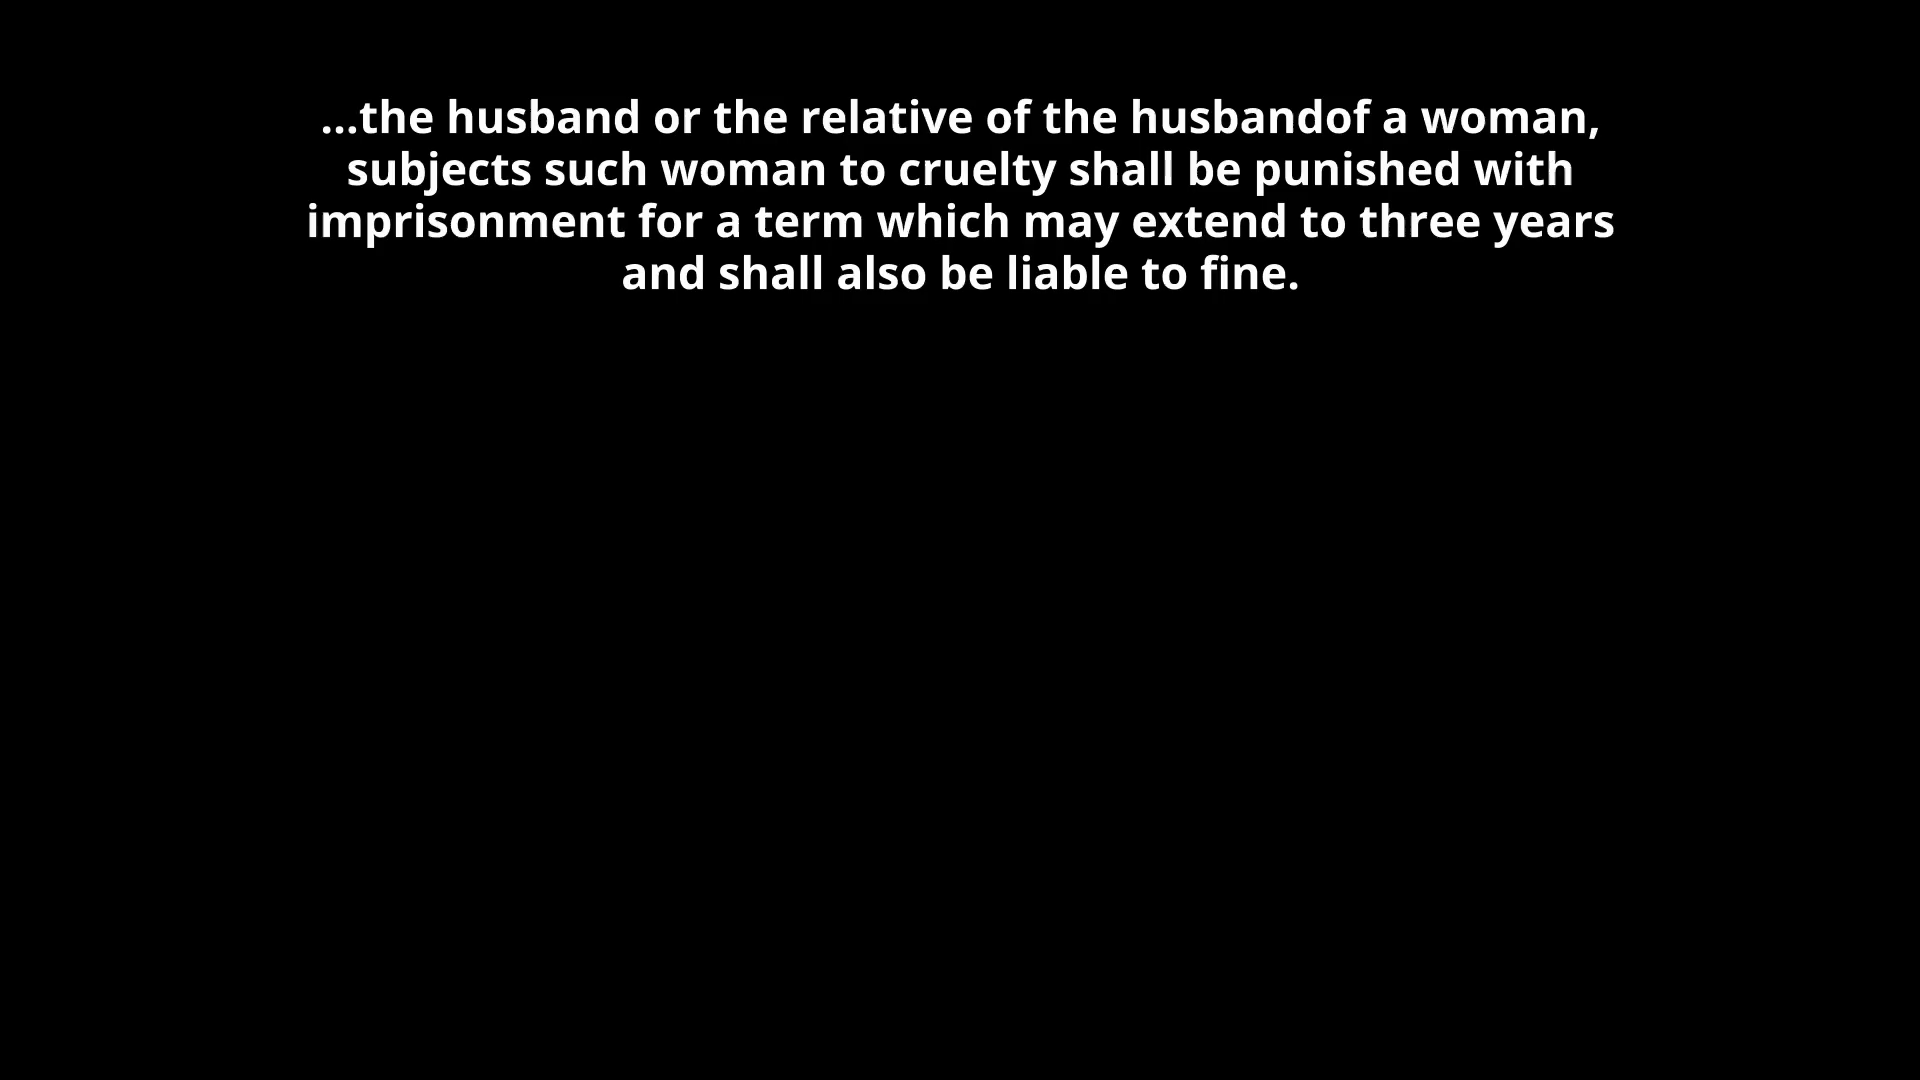 ...the husband or the relative of the husbandof a woman,
subjects such woman to cruelty shall be punished with
imprisonment for a term which may extend to three years
and shall also be liable to fine.